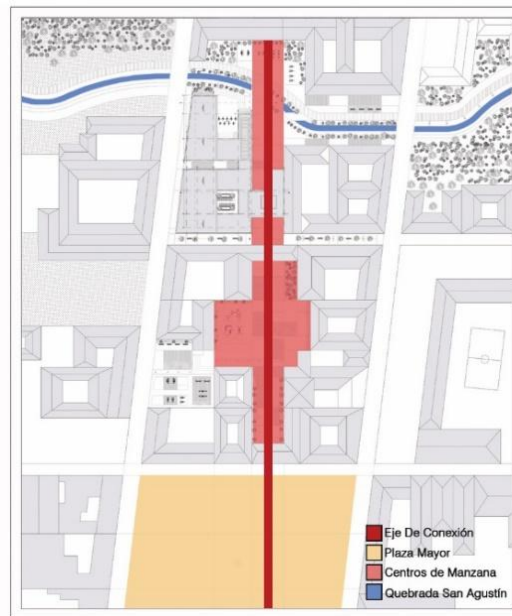 Eje De Conexión
Plaza Mayor
Centros de Manzana
Quebrada San Agustín